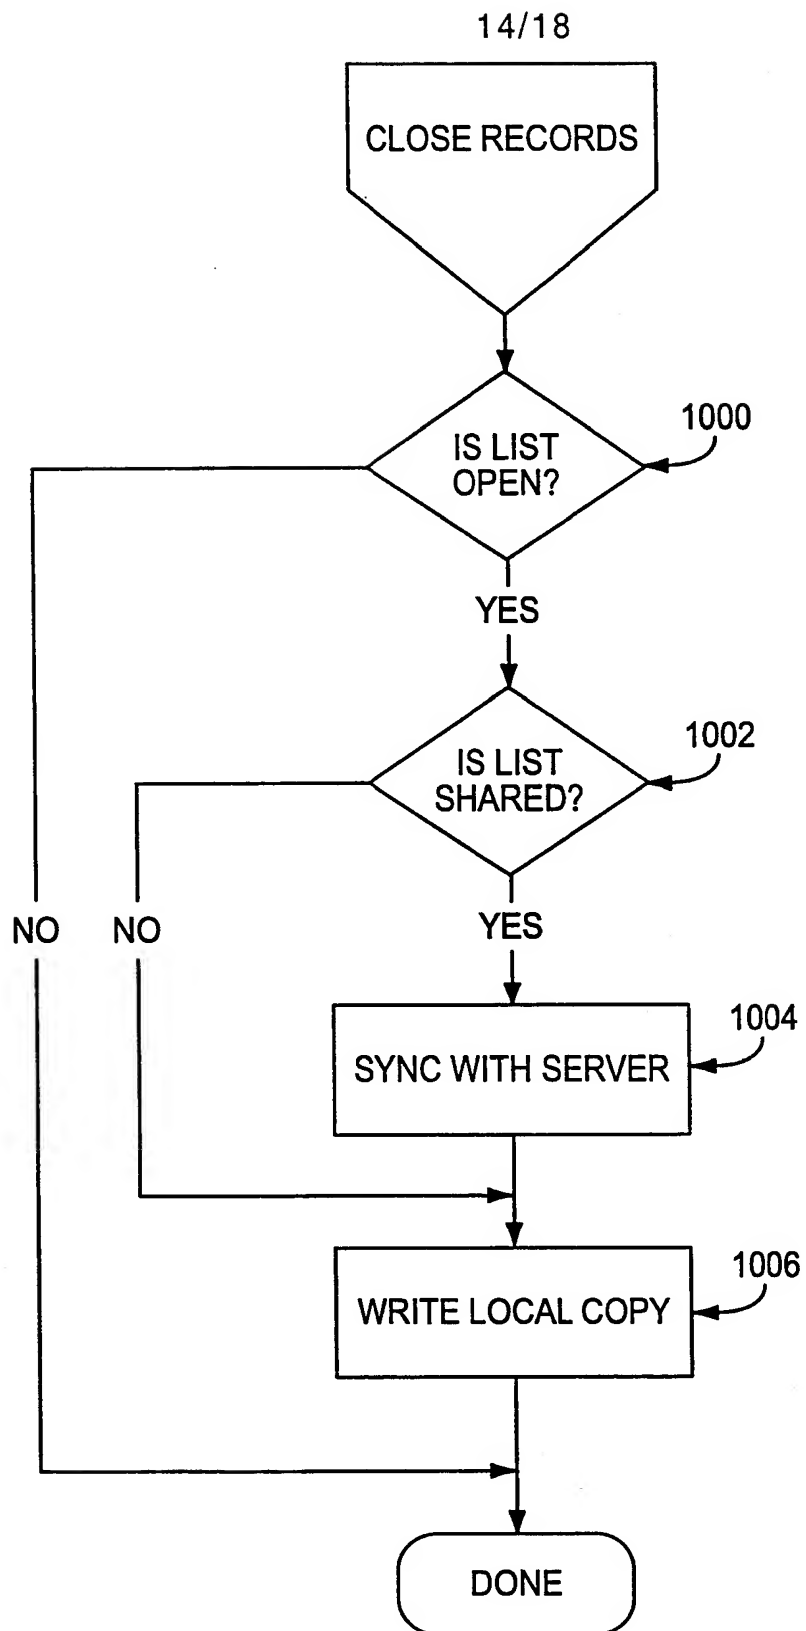 14/18
CLOSE RECORDS
1000
IS LIST
OPEN?
YES
1002
IS LIST
SHARED?
NO
NO
YES
1004
SYNC WITH SERVER
1006
WRITE LOCAL COPY
DONE